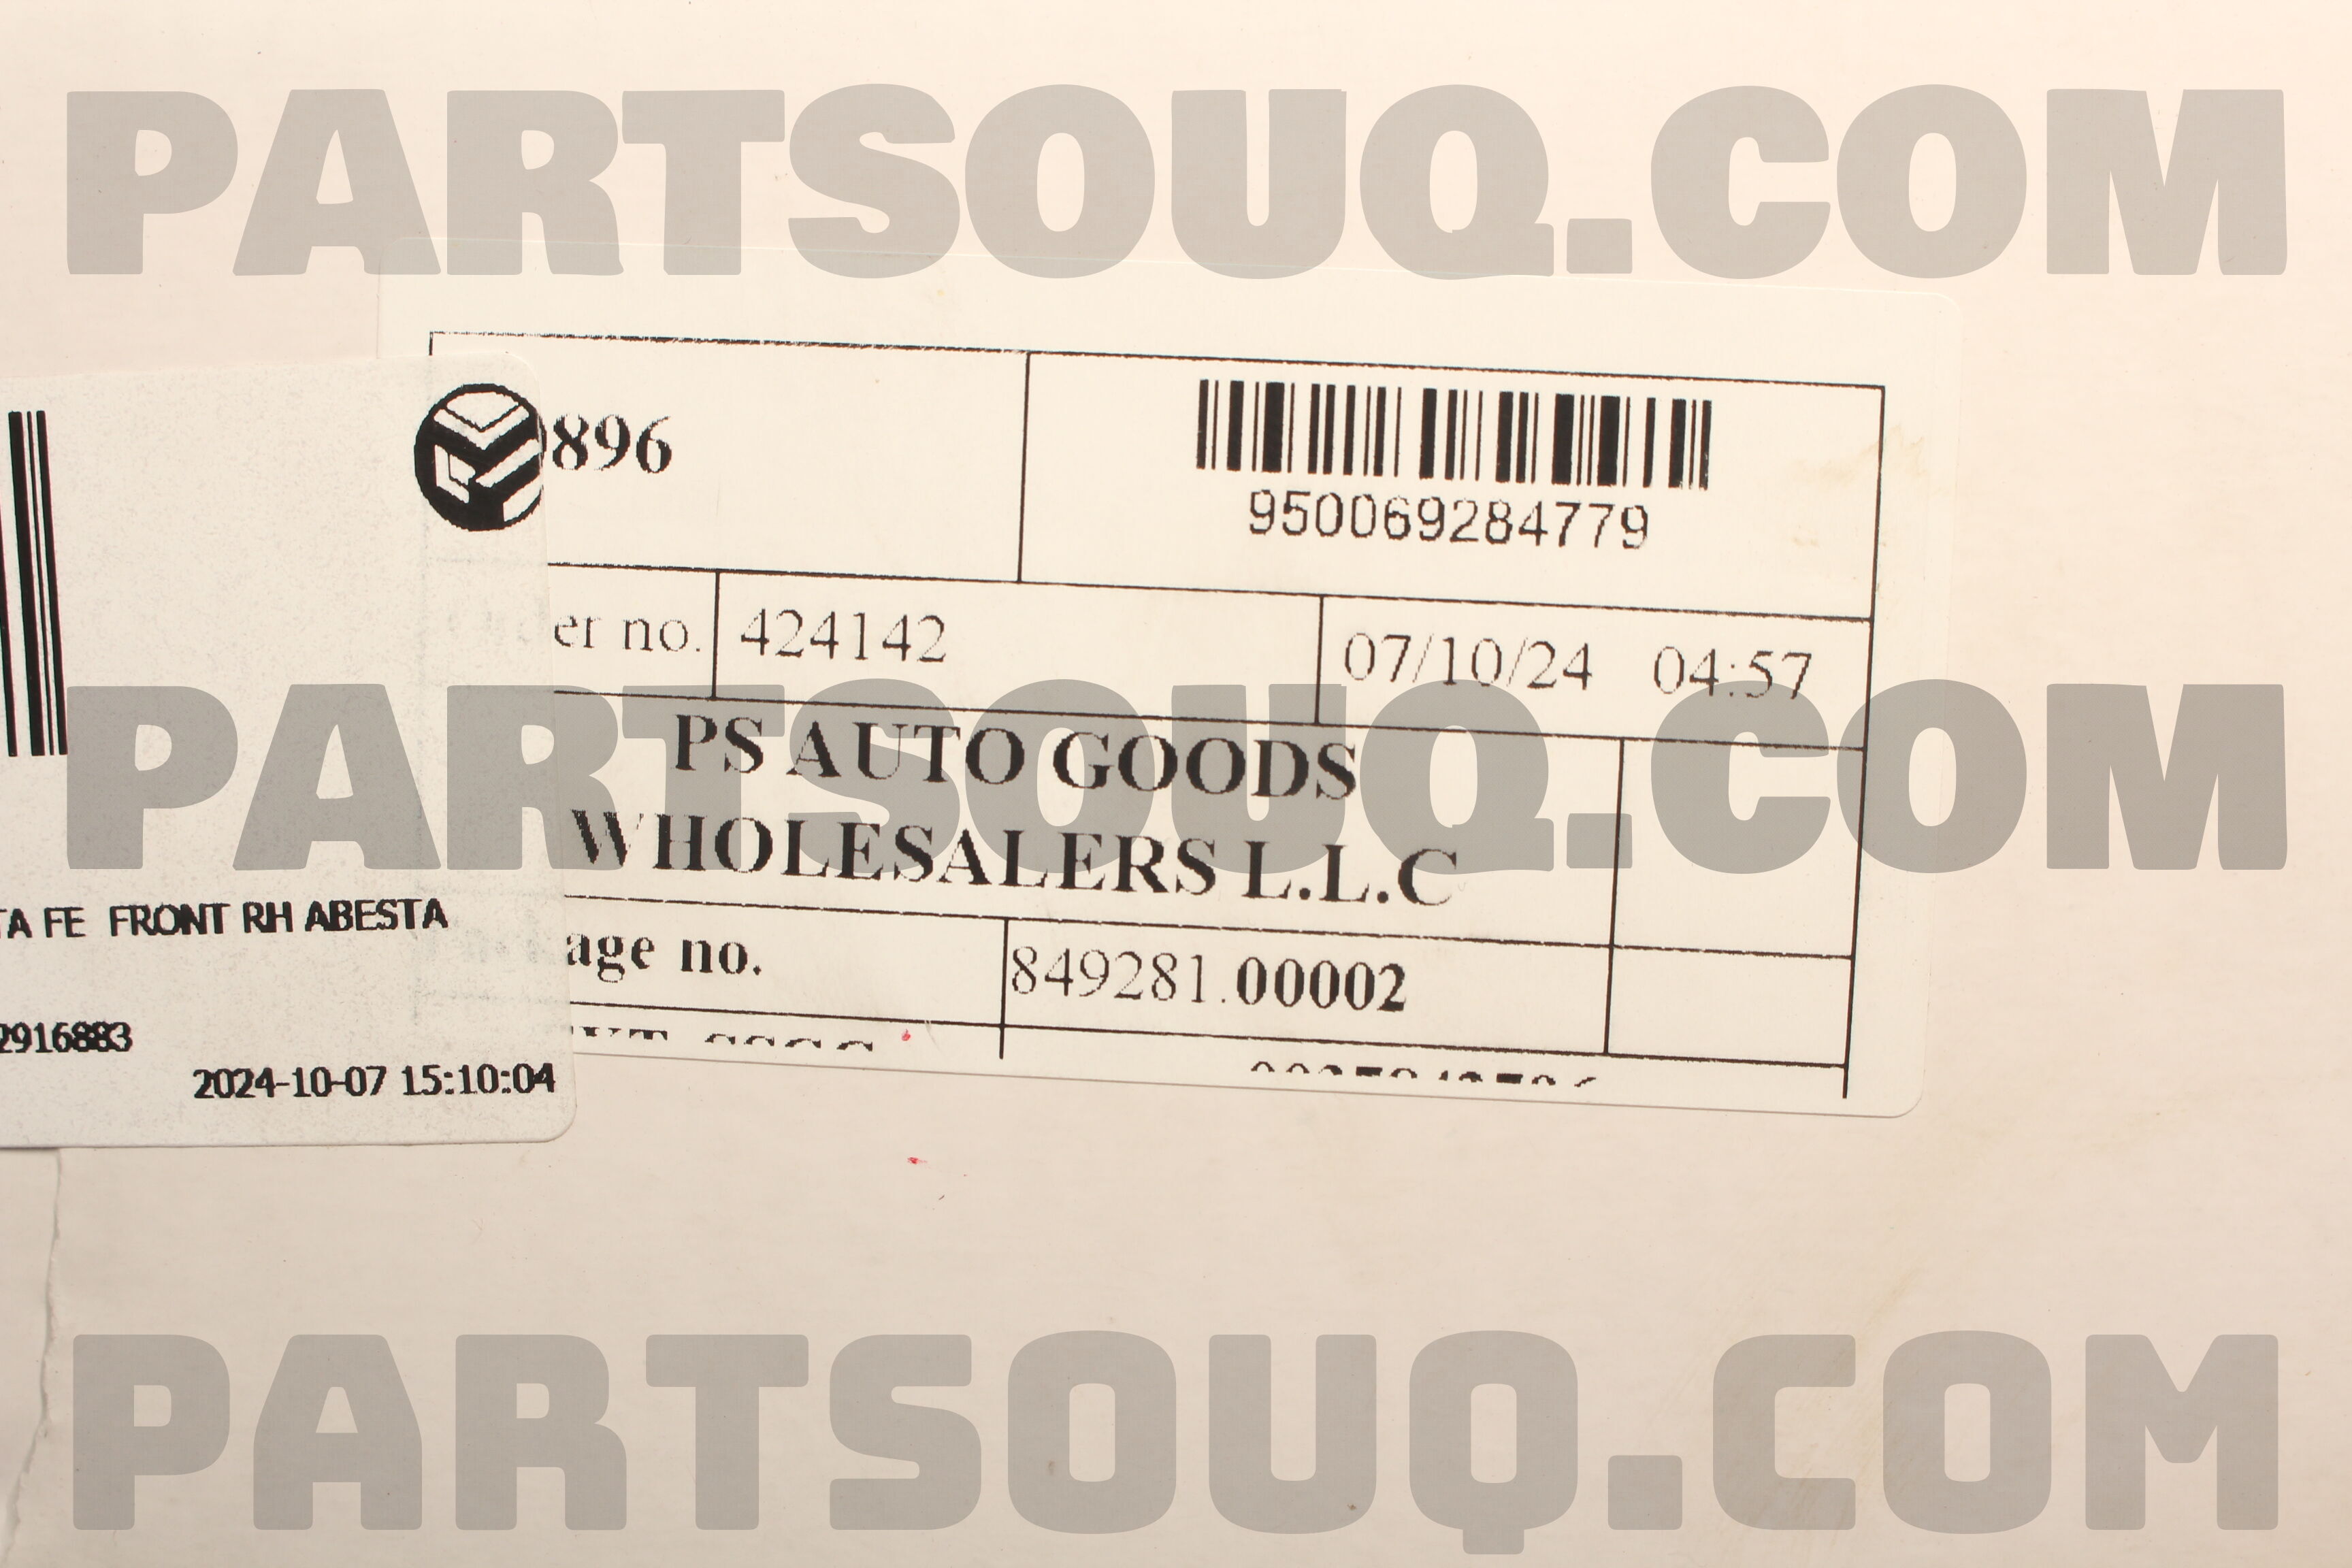 PARTSOUQ.COM
896
950069284779
er no. 424142 07/10/24 04:57
PARTSOUQ.COM
PS AUTO GOODS
WHOLESALERS L.L.C
TA FE FRONT RH ABESTA
age no. 849281.00002
2916883
2024-10-07 15:10:04
PARTSOUQ.COM